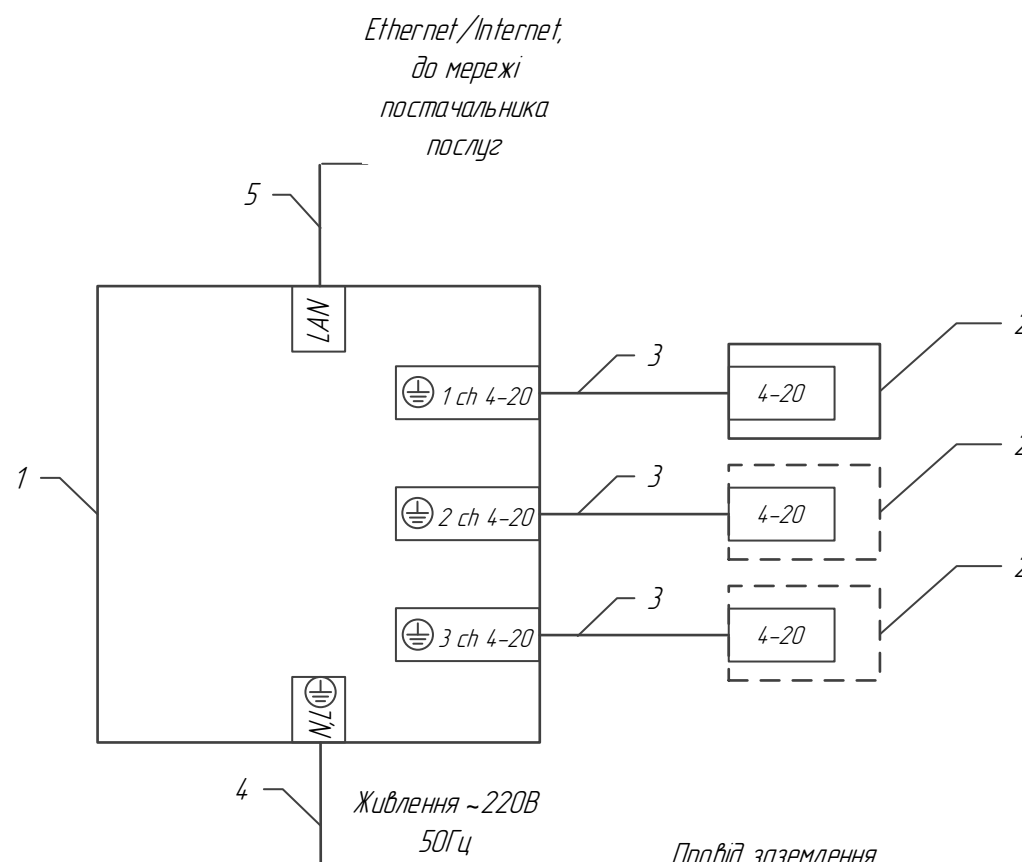 Ethernet/Internet,
до мережі
постачальника
послуг
5
LAN
2
3
1 ch 4-20
4-20
2
3
1
2 ch 4-20
4-20
2
3
3 ch 4-20
4-20
N,L
4
Живлення ~220В
50Гц
Провід заземлення